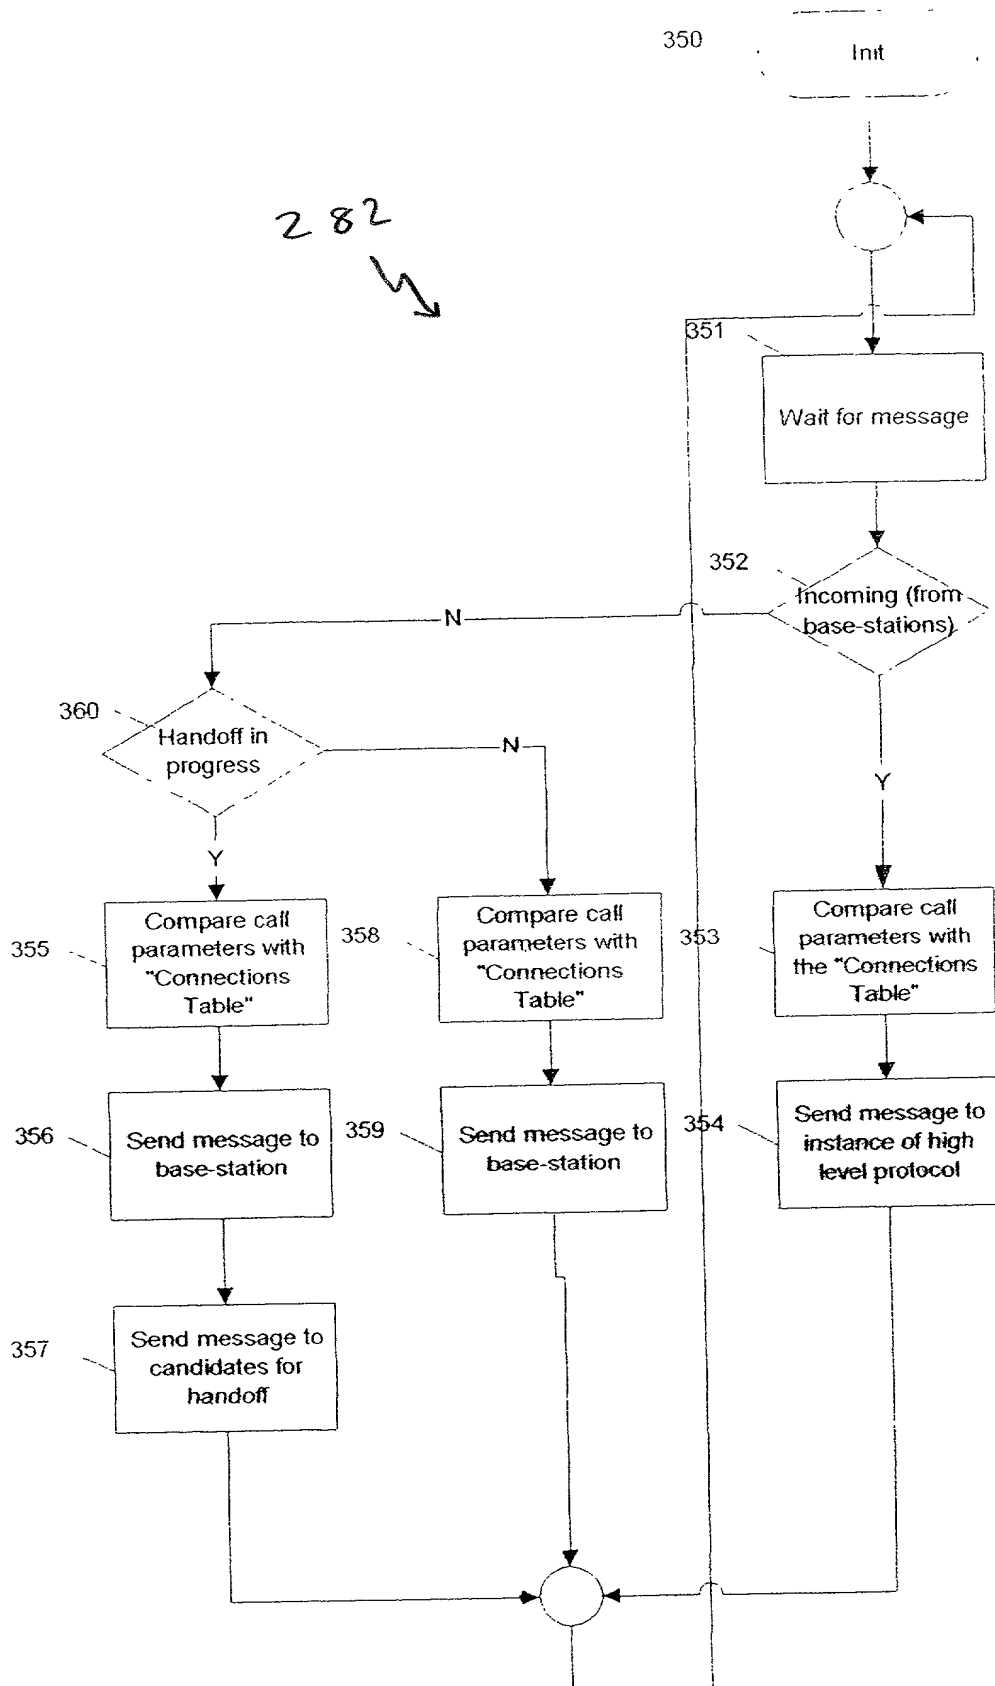 350
Init
282
351
Wait for message
352
Incoming (from
base-stations)
N
360
Handoff in
progress
N
Y
Y
355
Compare call
parameters with
"Connections
Table"
358
Compare call
parameters with
"Connections
Table"
353
Compare call
parameters with
the "Connections
Table"
356
Send message to
base-station
359
Send message to
base-station
354
Send message to
instance of high
level protocol
357
Send message to
candidates for
handoff